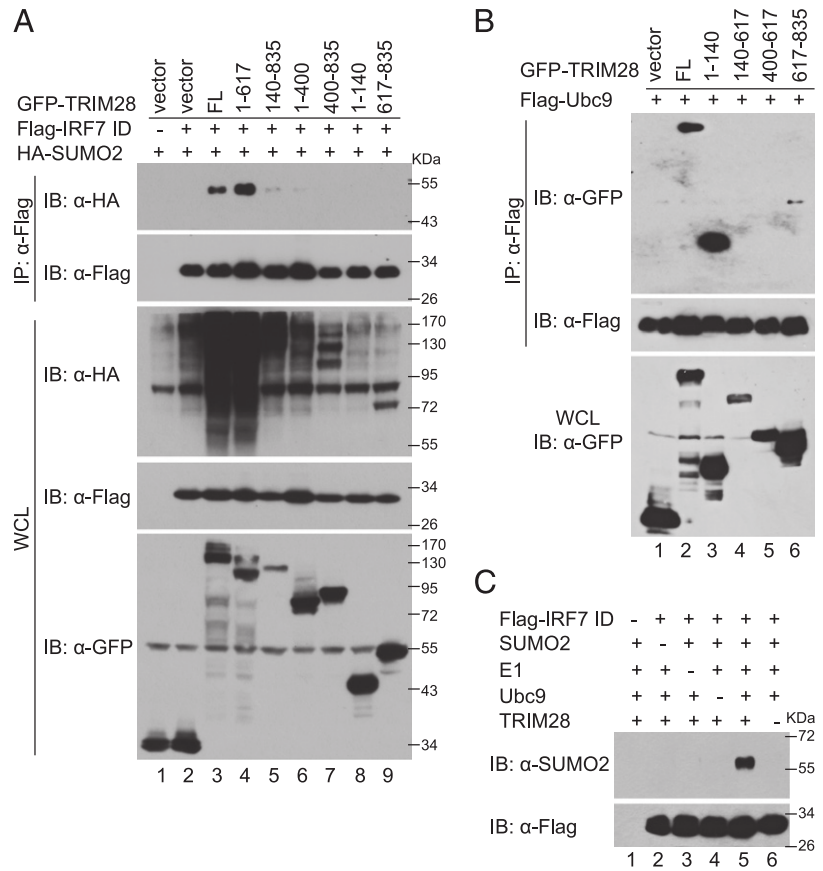 A
GFP-TRIM28 vector vector FL 1-617 140-835 1-400 400-835 1-140 617-835
Flag-IRF7 ID - + + + + + + + +
HA-SUMO2 + + + + + + + + +
KDa
IP: α-Flag
IB: α-HA
55
43
IB: α-Flag
34
26
WCL
IB: α-HA
170
130
95
72
55
IB: α-Flag
34
26
IB: α-GFP
170
130
95
72
55
43
34
1 2 3 4 5 6 7 8 9
B
GFP-TRIM28 vector FL 1-140 140-617 400-617 617-835
Flag-Ubc9 + + + + + +
IP: α-Flag
IB: α-GFP
IB: α-Flag
WCL
IB: α-GFP
1 2 3 4 5 6
C
Flag-IRF7 ID - + + + + +
SUMO2 + - + + + +
E1 + + - + + +
Ubc9 + + + - + +
TRIM28 + + + + + -
KDa
72
IB: α-SUMO2
55
34
IB: α-Flag
26
1 2 3 4 5 6